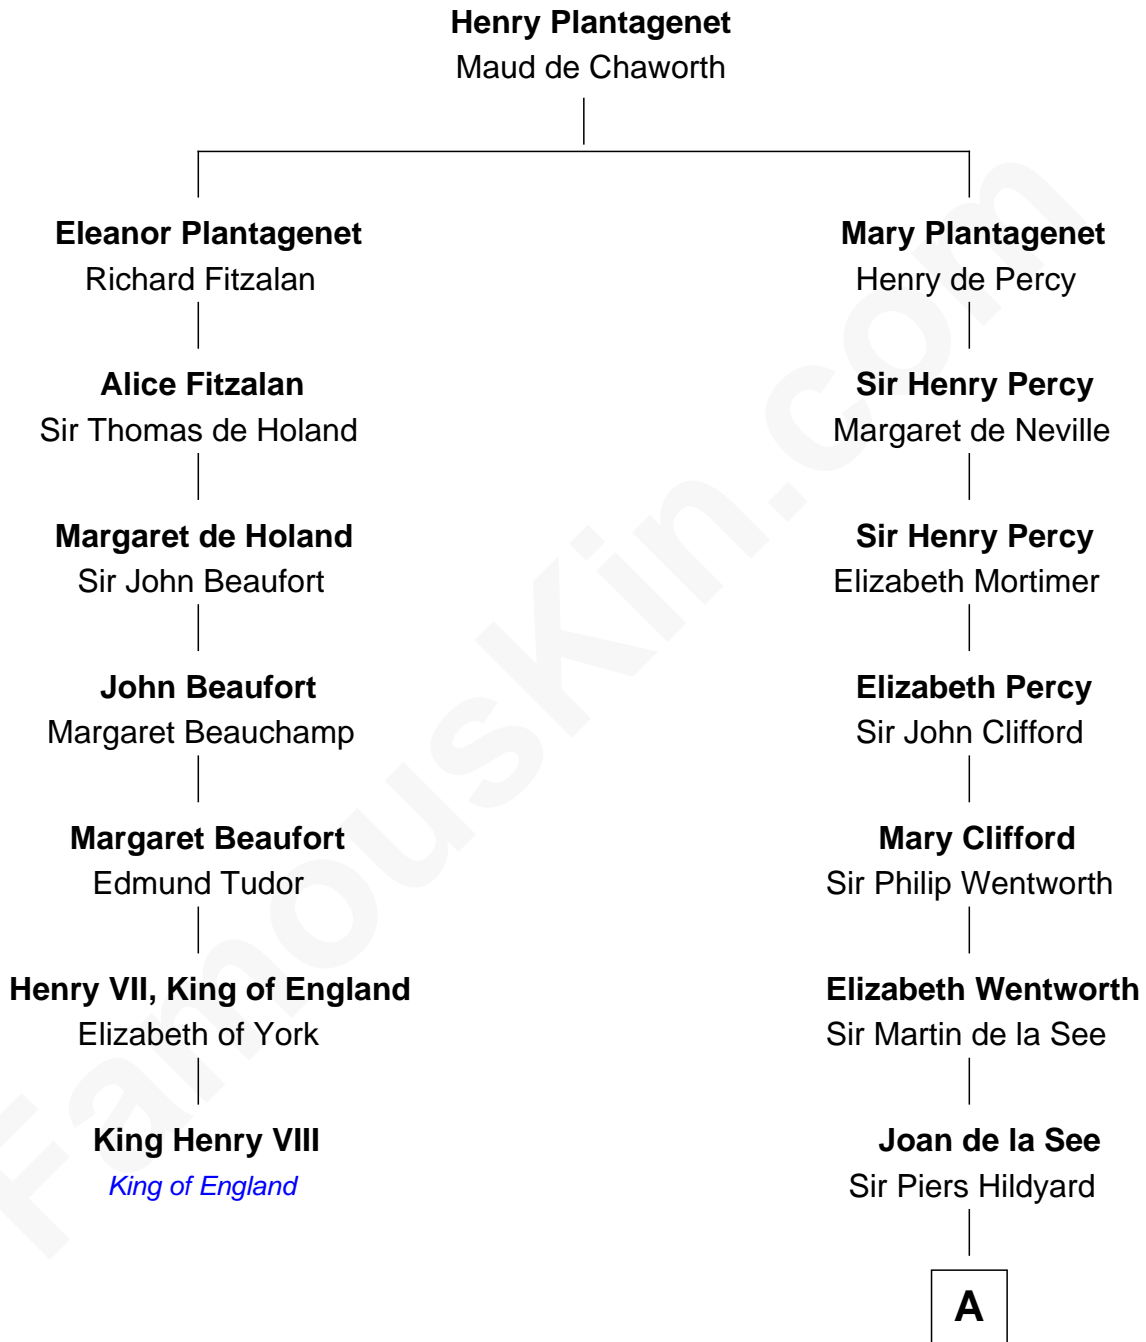 Henry Plantagenet
Maud de Chaworth
Eleanor Plantagenet
Richard Fitzalan
Alice Fitzalan
Sir Thomas de Holand
Margaret de Holand
Sir John Beaufort
John Beaufort
Margaret Beauchamp
Margaret Beaufort
Edmund Tudor
Henry VII, King of England
Elizabeth of York
King Henry VIII
King of England
Mary Plantagenet
Henry de Percy
Sir Henry Percy
Margaret de Neville
Sir Henry Percy
Elizabeth Mortimer
Elizabeth Percy
Sir John Clifford
Mary Clifford
Sir Philip Wentworth
Elizabeth Wentworth
Sir Martin de la See
Joan de la See
Sir Piers Hildyard
A
FamousKin.com